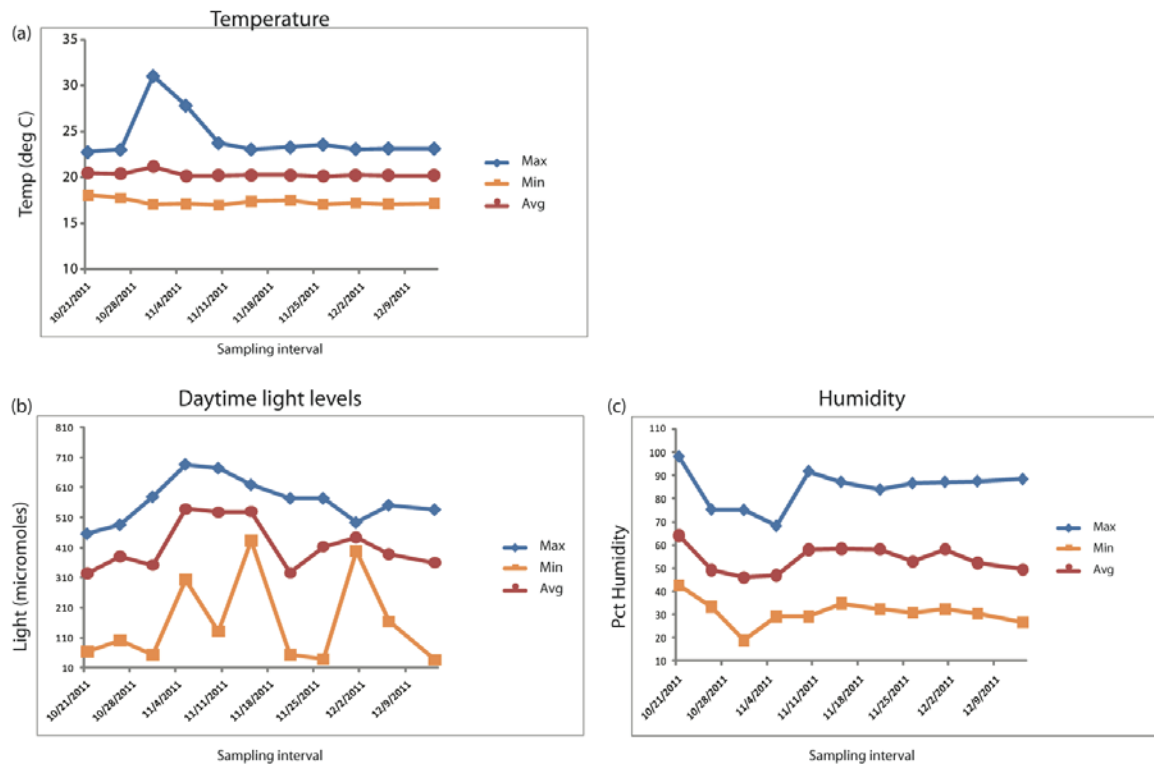 Temperature
(a)
35
30
25
20
15
10
Temp (deg C)
Max
Min
Avg
10/21/2011
10/28/2011
11/4/2011
11/11/2011
11/18/2011
11/25/2011
12/2/2011
12/9/2011
Sampling interval
(b)
Daytime light levels
810
710
610
510
410
310
210
110
10
Light (micromoles)
Max
Min
Avg
10/21/2011
10/28/2011
11/4/2011
11/11/2011
11/18/2011
11/25/2011
12/2/2011
12/9/2011
Sampling interval
(c)
Humidity
110
100
90
80
70
60
50
40
30
20
10
Pct Humidity
Max
Min
Avg
10/21/2011
10/28/2011
11/4/2011
11/11/2011
11/18/2011
11/25/2011
12/2/2011
12/9/2011
Sampling interval